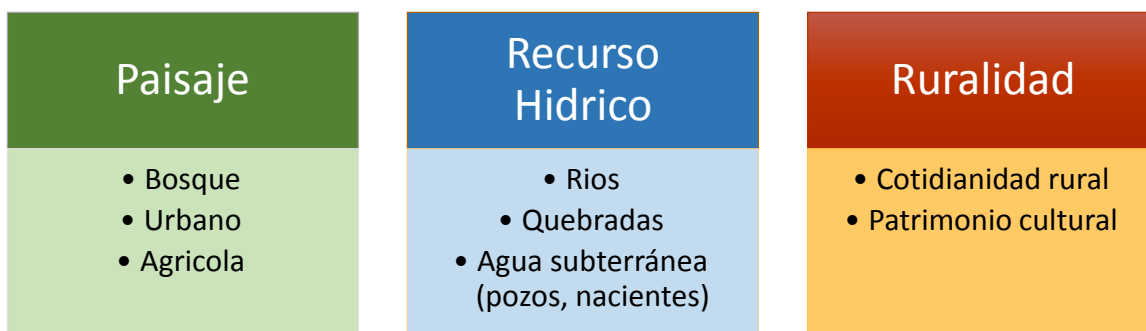 Paisaje
• Bosque
• Urbano
• Agricola
Recurso
Hidrico
• Rios
• Quebradas
• Agua subterránea
(pozos, nacientes)
Ruralidad
• Cotidianidad rural
• Patrimonio cultural